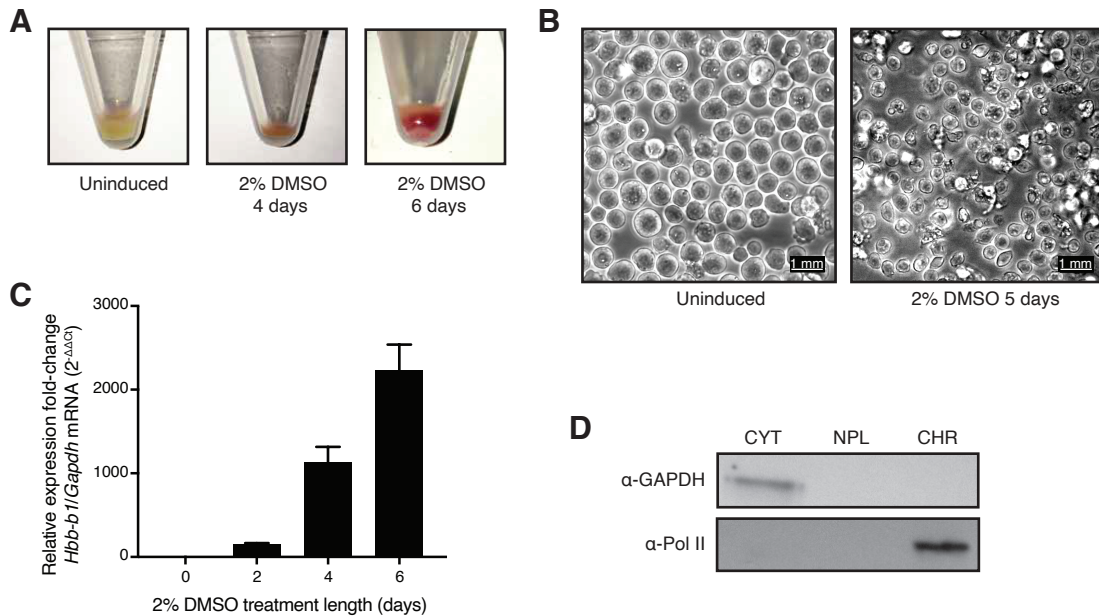 A
Uninduced
2% DMSO
4 days
2% DMSO
6 days
B
1 mm
1 mm
Uninduced
2% DMSO 5 days
C
Relative expression fold-change
Hbb-b1/Gapdh mRNA (2-ΔΔCt)
3000
2000
1000
0
0
2
4
6
2% DMSO treatment length (days)
D
CYT
NPL
CHR
α-GAPDH
α-Pol II